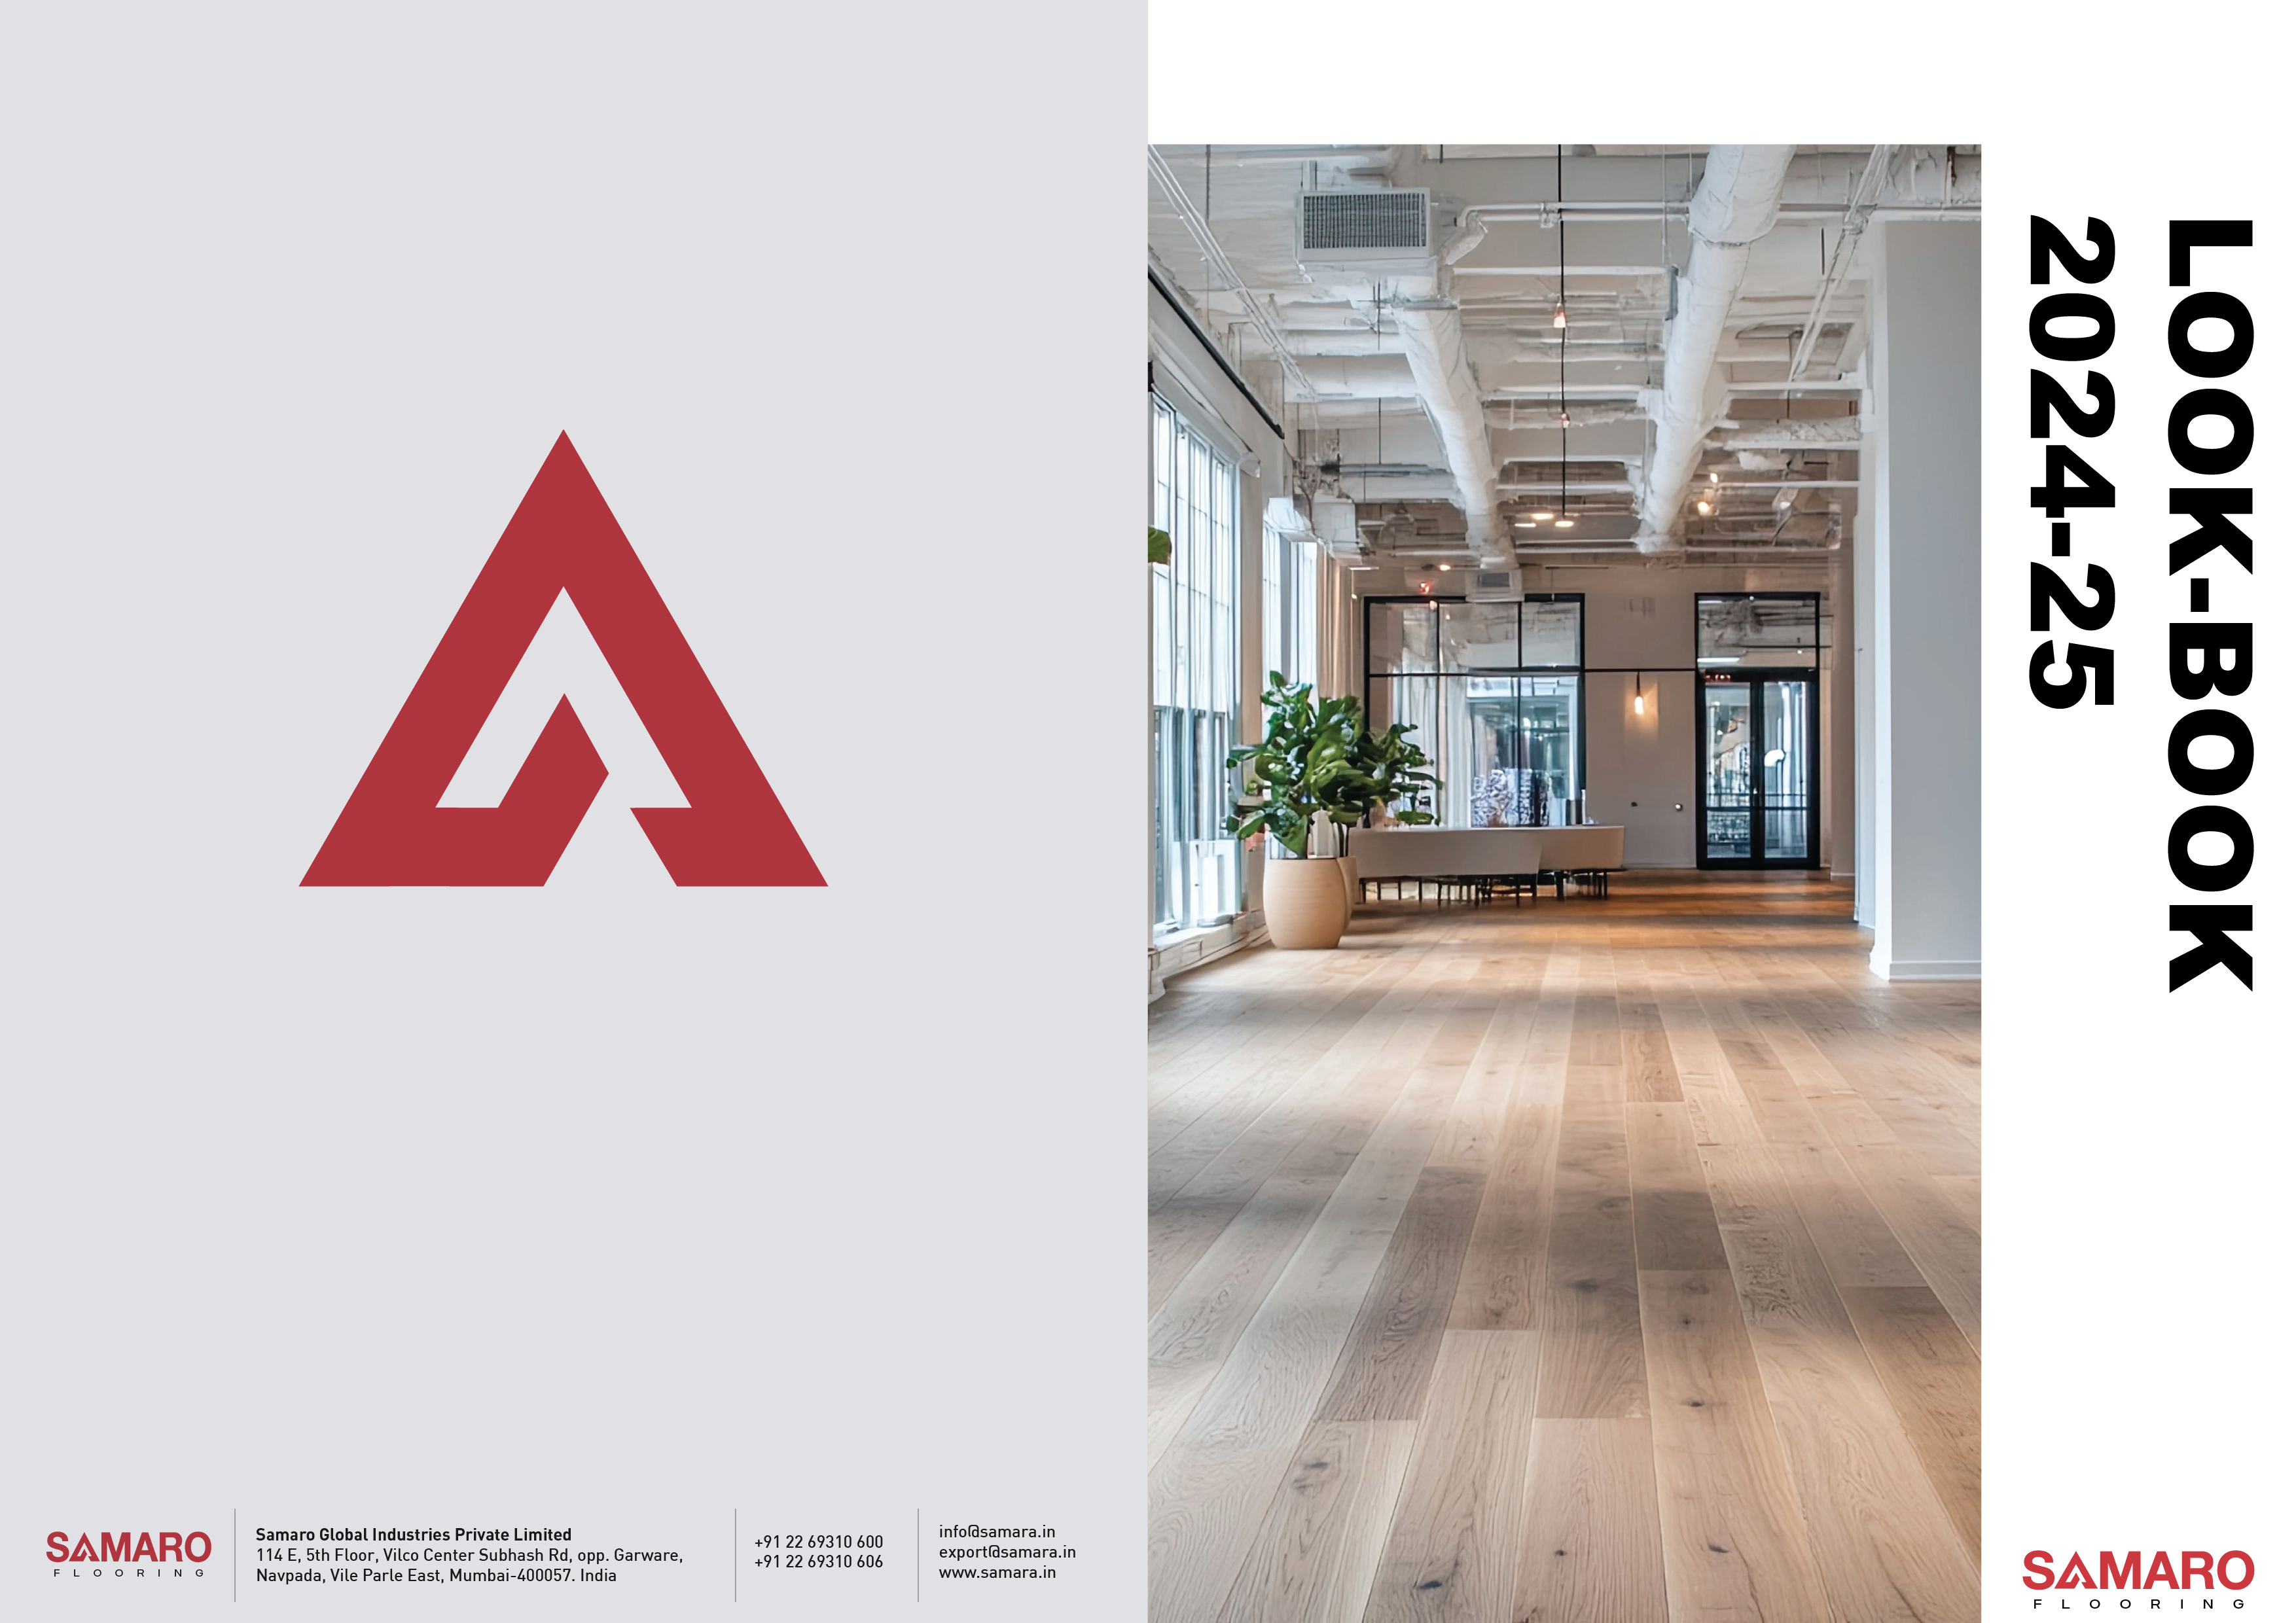 SAMARO
FLOORING
Samaro Global Industries Private Limited
114 E, 5th Floor, Vilco Center Subhash Rd, opp. Garware,
Navpada, Vile Parle East, Mumbai-400057. India
+91 22 69310 600
+91 22 69310 606
info@samara.in
export@samara.in
www.samara.in
LOOK-BOOK
2024-25
SAMARO
FLOORING